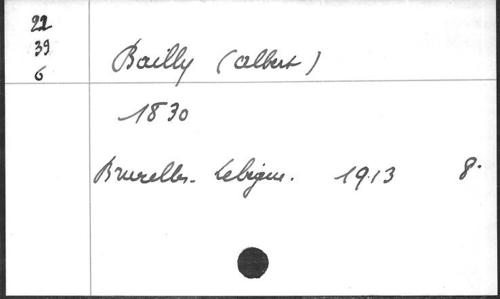 22
39
6
Bailly (Albert)
1830
Bruxelles. Lebègue. 1913 8.